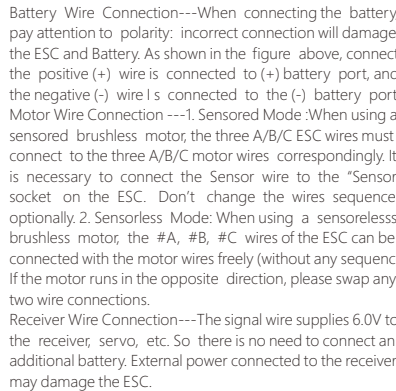 Battery Wire Connection---When connecting the battery,
pay attention to polarity: incorrect connection will damage
the ESC and Battery. As shown in the figure above, connect
the positive (+) wire is connected to (+) battery port, and
the negative (-) wire I s connected to the (-) battery port
Motor Wire Connection ---1. Sensored Mode :When using a
sensored brushless motor, the three A/B/C ESC wires must
connect to the three A/B/C motor wires correspondingly. It
is necessary to connect the Sensor wire to the “Sensor
socket on the ESC. Don’t change the wires sequence
optionally. 2. Sensorless Mode: When using a sensorelesss
brushless motor, the #A, #B, #C wires of the ESC can be
connected with the motor wires freely (without any sequenc
If the motor runs in the opposite direction, please swap any
two wire connections.
Receiver Wire Connection---The signal wire supplies 6.0V to
the receiver, servo, etc. So there is no need to connect an
additional battery. External power connected to the receiver
may damage the ESC.